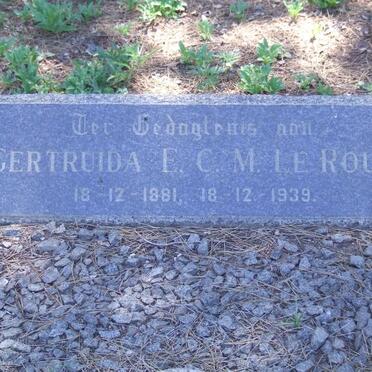 Ter Gedagtenis aan
GERTRUIDA E. C. M. LE ROU
18-12-1881, 18-12-1939.